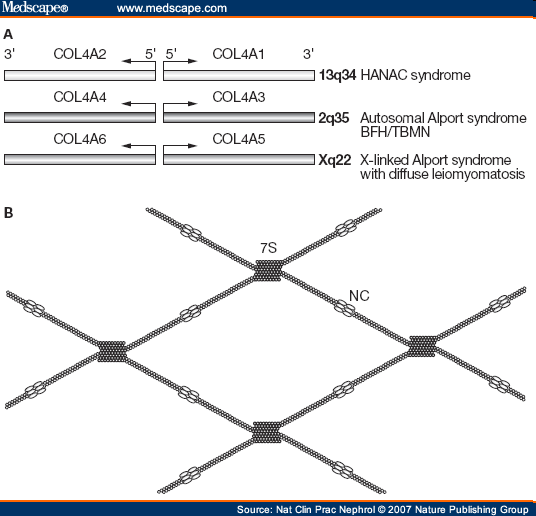 Medscape® www.medscape.com
A
3' COL4A2 5' 5' COL4A1 3'
13q34 HANAC syndrome
COL4A4 COL4A3
2q35 Autosomal Alport syndrome
BFH/TBMN
COL4A6 COL4A5
Xq22 X-linked Alport syndrome
with diffuse leiomyomatosis
B
7S
NC
Source: Nat Clin Prac Nephrol © 2007 Nature Publishing Group